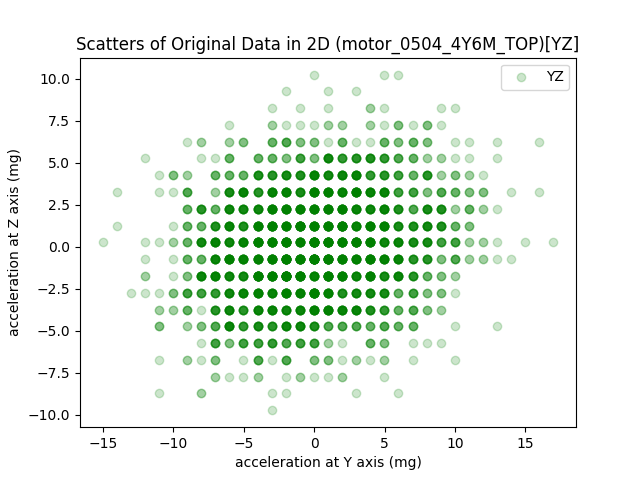 Scatters of Original Data in 2D (motor_0504_4Y6M_TOP)[YZ]
YZ
10.0
7.5
5.0
2.5
0.0
−2.5
−5.0
−7.5
−10.0
acceleration at Z axis (mg)
−15 −10 −5 0 5 10 15
acceleration at Y axis (mg)